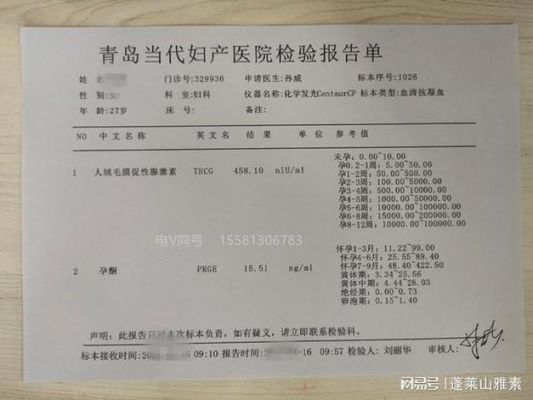 青岛当代妇产医院检验报告单
姓 名 门诊号:329936 申请医生:孙威 标本序号:1026
性别: 科 室:妇科 仪器名称:化学发光CentaurCP 标本类型:血清抗凝血
年 龄:27岁 床 号: 备注:
NO 中文名称 英文名 结果 单位 参考值
未孕: 0.00~10.00
孕0.2-1周: 5.00~50.00
孕1-2周: 50.00~500.00
孕2-3周: 100.00~5000.00
1 人绒毛膜促性腺激素 THCG 458.10 mIU/ml 孕3-4周: 500.00~10000.00
孕4-5周: 1000.00~50000.00
孕5-6周: 10000.00~100000.00
孕6-8周: 15000.00~200000.00
孕8-12周: 10000.00~100000.00
电V同号 15581306783
怀孕1-3月: 11.22~99.00
怀孕4-6月: 25.55~89.40
怀孕7-9月: 48.40~422.50
2 孕酮 PRGE 15.51 ng/ml 黄体期: 3.34~25.56
黄体中期: 4.44~28.03
绝经期: 0.00~0.73
卵泡期: 0.15~1.40
声明: 此报告只对本次标本负责, 如有疑义, 请立即联系检验科。
标本接收时间:20 16 09:10 报告时间:20 -16 09:57 检验人: 刘丽华 审核人:
网易号 | 蓬莱山雅素